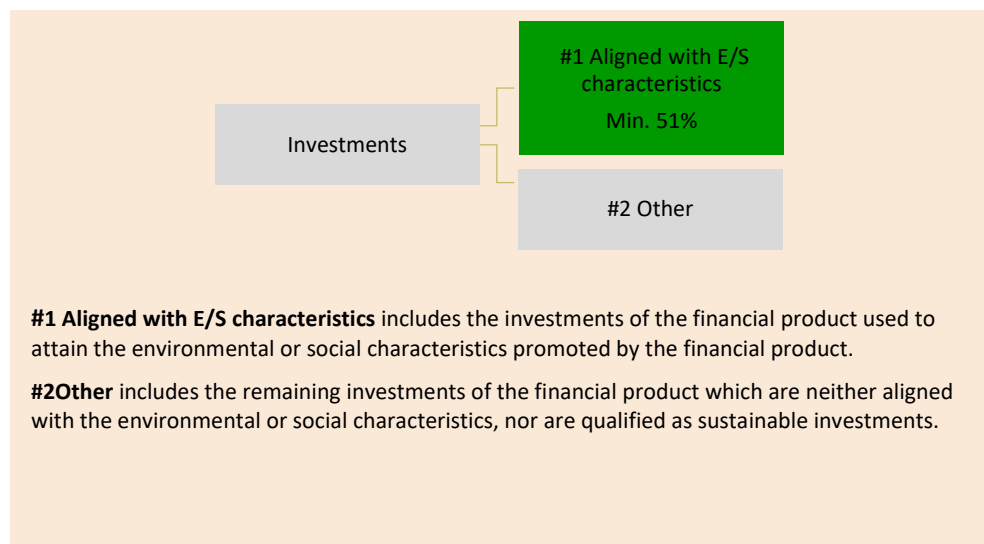 #1 Aligned with E/S
characteristics
Min. 51%
Investments
#2 Other
#1 Aligned with E/S characteristics includes the investments of the financial product used to
attain the environmental or social characteristics promoted by the financial product.
#2Other includes the remaining investments of the financial product which are neither aligned
with the environmental or social characteristics, nor are qualified as sustainable investments.